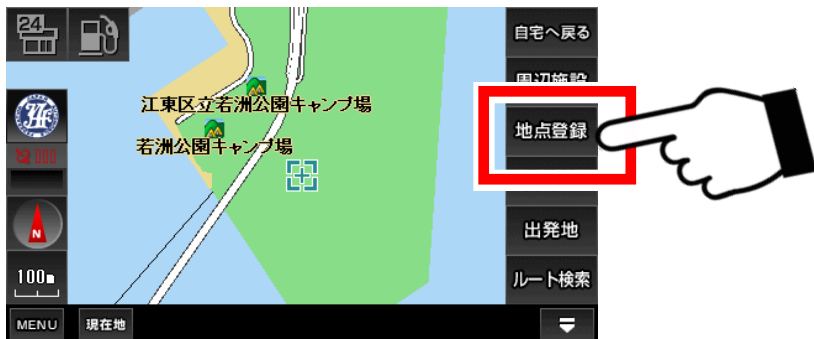 24
自宅へ戻る
周辺施設
江東区立若洲公園キャンプ場
地点登録
若洲公園キャンプ場
N
出発地
100m
ルート検索
MENU
現在地